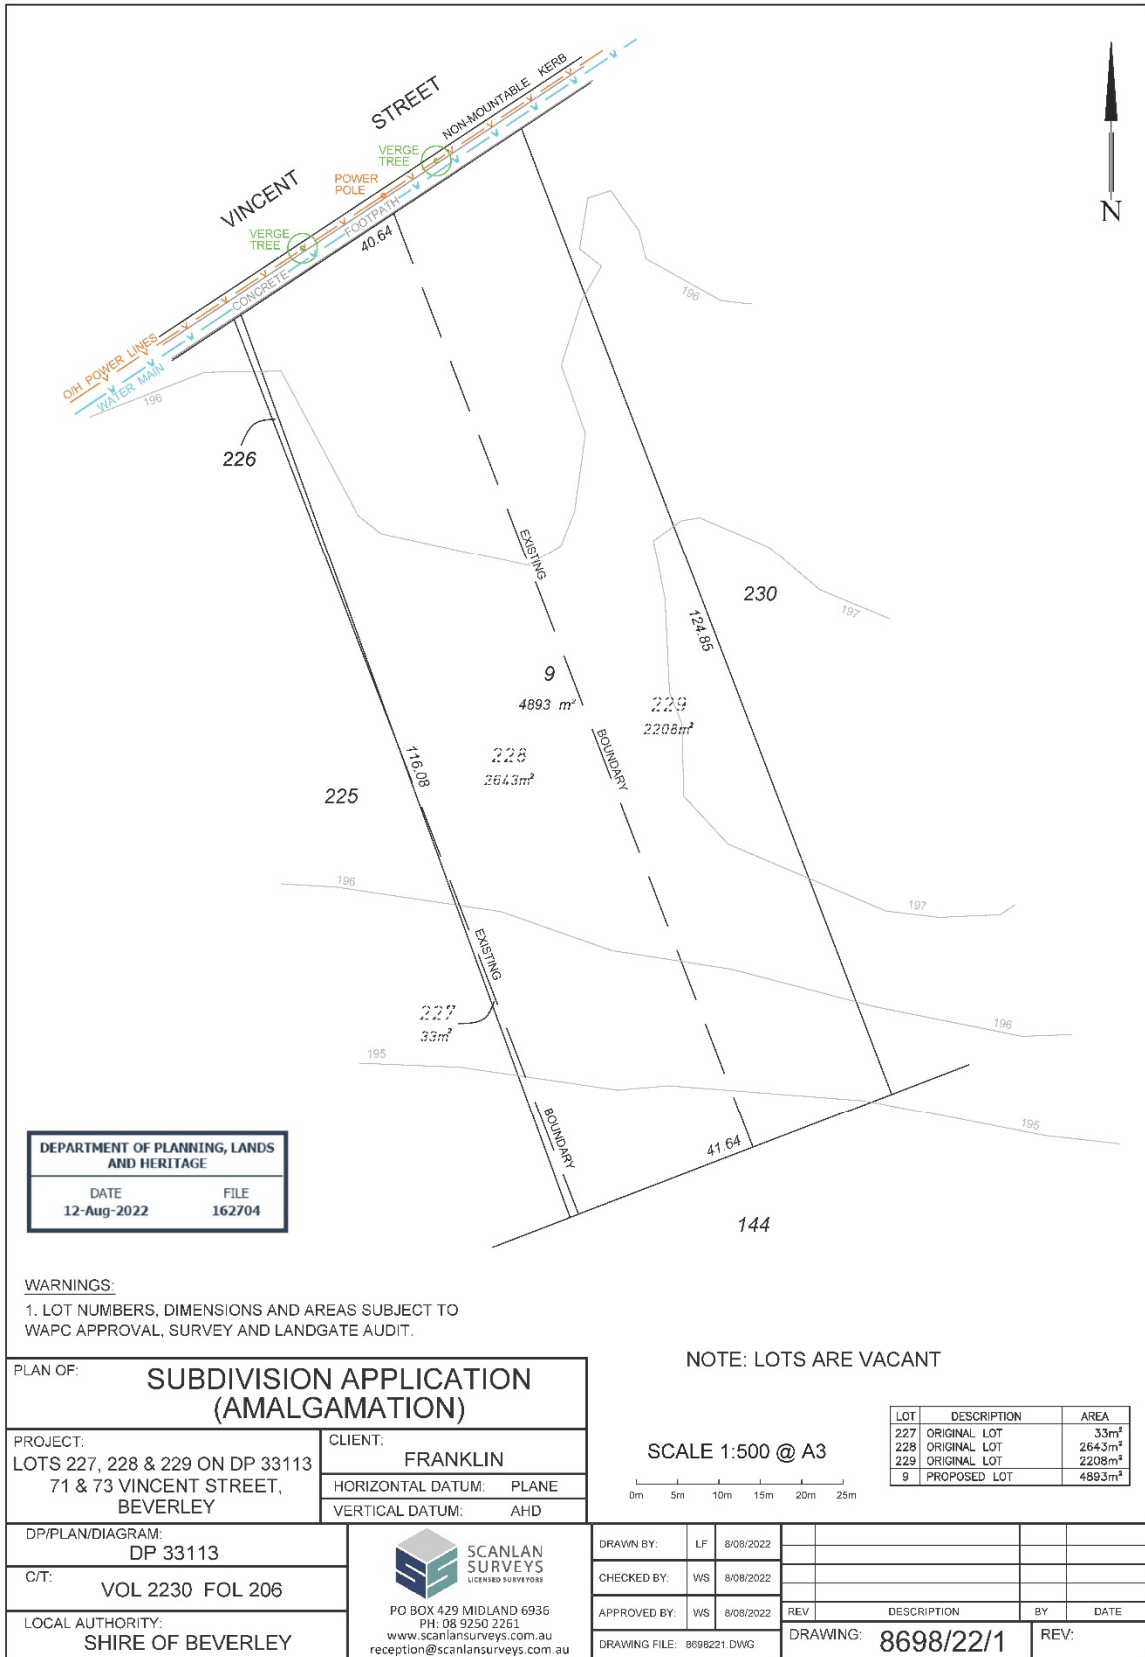 VINCENT STREET
NON-MOUNTABLE KERB
VERGE
TREE
POWER
POLE
VERGE
TREE
CONCRETE FOOTPATH
40.64
O/H POWER LINES
WATER MAIN
N
196
196
226
EXISTING
230
197
124.85
9
4893 m²
229
2208m²
BOUNDARY
228
2643m²
116.08
225
196
197
EXISTING
227
33m²
196
195
195
BOUNDARY
41.64
144
DEPARTMENT OF PLANNING, LANDS
AND HERITAGE
DATE FILE
12-Aug-2022 162704
WARNINGS:
1. LOT NUMBERS, DIMENSIONS AND AREAS SUBJECT TO
WAPC APPROVAL, SURVEY AND LANDGATE AUDIT.
NOTE: LOTS ARE VACANT
PLAN OF:
SUBDIVISION APPLICATION
(AMALGAMATION)
PROJECT:
LOTS 227, 228 & 229 ON DP 33113
71 & 73 VINCENT STREET,
BEVERLEY
CLIENT:
FRANKLIN
HORIZONTAL DATUM: PLANE
VERTICAL DATUM: AHD
SCALE 1:500 @ A3
0m 5m 10m 15m 20m 25m
LOT DESCRIPTION AREA
227 ORIGINAL LOT 33m²
228 ORIGINAL LOT 2643m²
229 ORIGINAL LOT 2208m²
9 PROPOSED LOT 4893m²
DP/PLAN/DIAGRAM:
DP 33113
C/T:
VOL 2230 FOL 206
LOCAL AUTHORITY:
SHIRE OF BEVERLEY
SCANLAN
SURVEYS
LICENSED SURVEYORS
PO BOX 429 MIDLAND 6936
PH: 08 9250 2261
www.scanlansurveys.com.au
reception@scanlansurveys.com.au
DRAWN BY: LF 8/08/2022
CHECKED BY: WS 8/08/2022
APPROVED BY: WS 8/08/2022
DRAWING FILE: 8698221.DWG
REV DESCRIPTION BY DATE
DRAWING: 8698/22/1 REV: